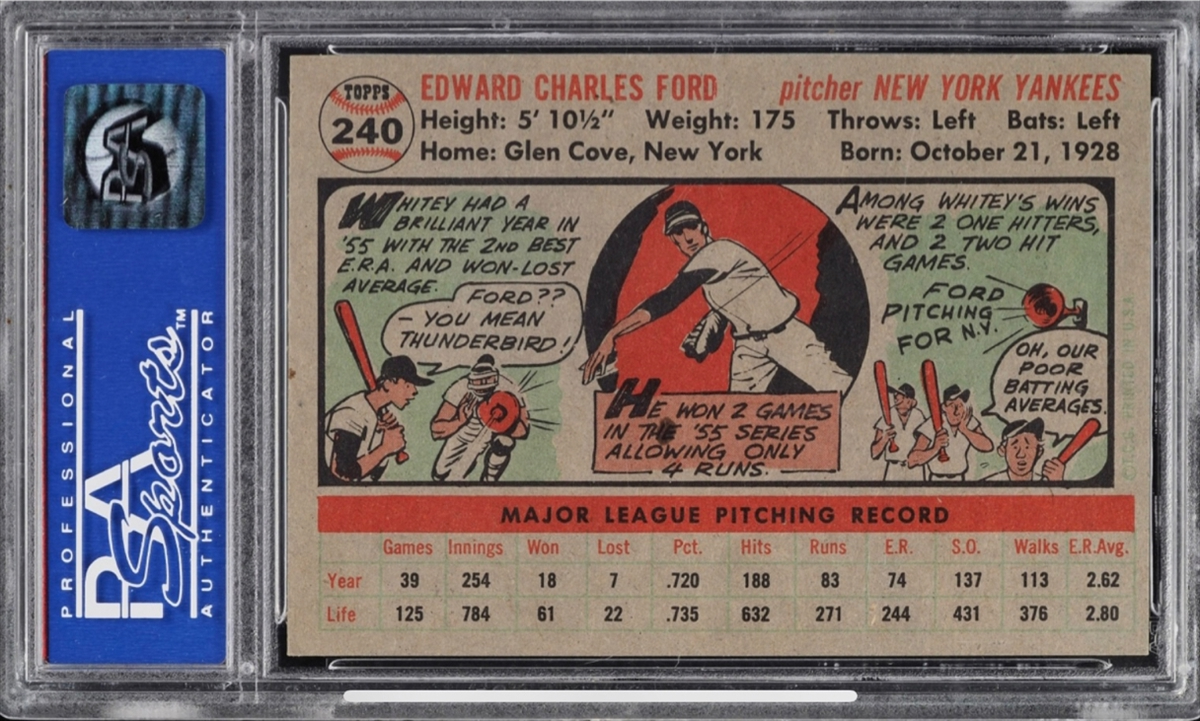 PSA
PROFESSIONAL
PSA
Sports™
AUTHENTICATOR
TOPPS
240
EDWARD CHARLES FORD pitcher NEW YORK YANKEES
Height: 5' 10½" Weight: 175 Throws: Left Bats: Left
Home: Glen Cove, New York Born: October 21, 1928
WHITEY HAD A
BRILLIANT YEAR IN
'55 WITH THE 2ND BEST
E.R.A. AND WON-LOST
AVERAGE.
FORD??
- YOU MEAN
THUNDERBIRD!
HE WON 2 GAMES
IN THE '55 SERIES
ALLOWING ONLY
4 RUNS.
AMONG WHITEY'S WINS
WERE 2 ONE HITTERS,
AND 2 TWO HIT
GAMES.
FORD
PITCHING
FOR N.Y.
OH, OUR
POOR
BATTING
AVERAGES.
©T.C.G. PRINTED IN U.S.A.
MAJOR LEAGUE PITCHING RECORD
Games Innings Won Lost Pct. Hits Runs E.R. S.O. Walks E.R.Avg.
Year 39 254 18 7 .720 188 83 74 137 113 2.62
Life 125 784 61 22 .735 632 271 244 431 376 2.80